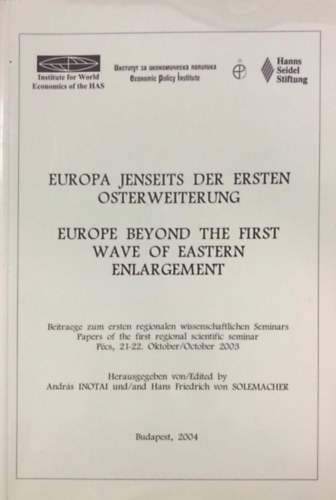 Institute for World
Economics of the HAS
Институт за икономическа политика
Economic Policy Institute
Hanns
Seidel
Stiftung
EUROPA JENSEITS DER ERSTEN
OSTERWEITERUNG
EUROPE BEYOND THE FIRST
WAVE OF EASTERN
ENLARGEMENT
Beitraege zum ersten regionalen wissenschaftlichen Seminars
Papers of the first regional scientific seminar
Pécs, 21-22. Oktober/October 2003
Herausgegeben von/Edited by
András INOTAI und/and Hans Friedrich von SOLEMACHER
Budapest, 2004